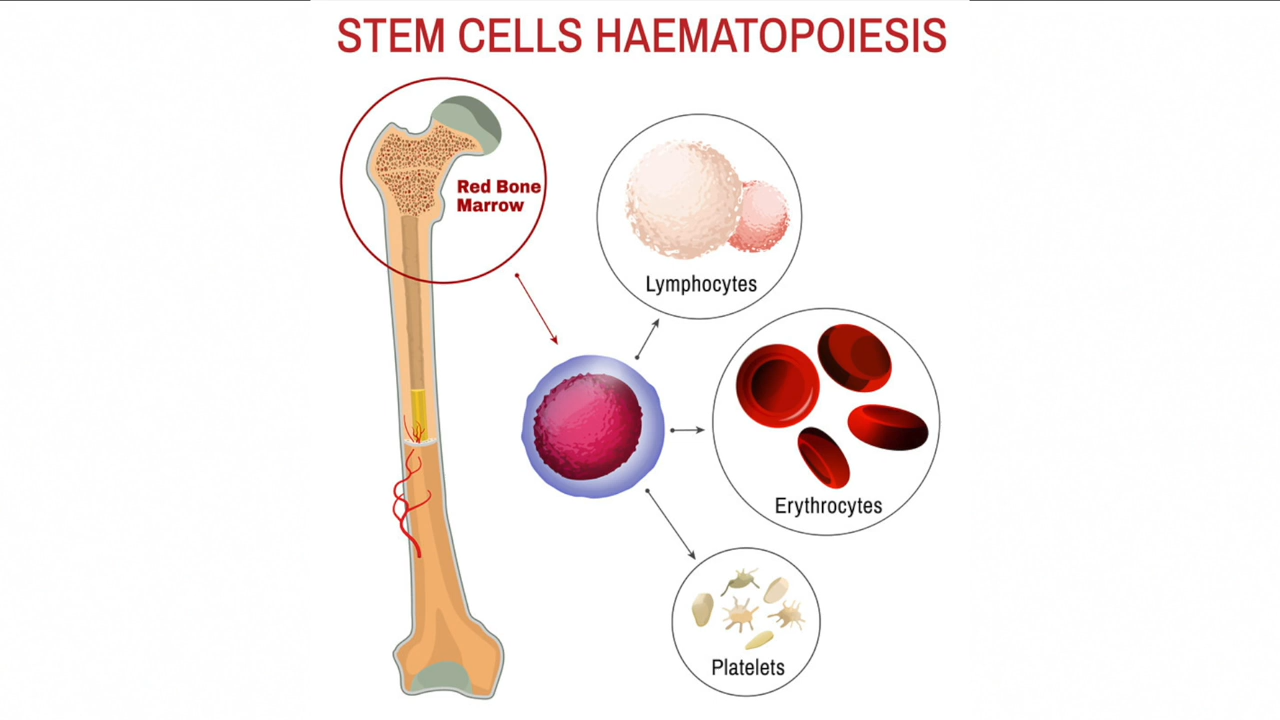 STEM CELLS HAEMATOPOIESIS
Red Bone
Marrow
Lymphocytes
Erythrocytes
Platelets